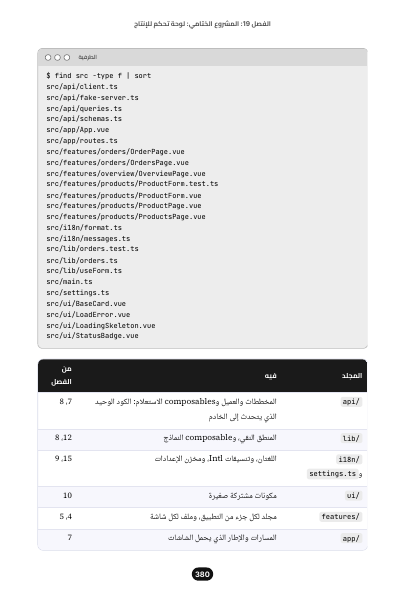 الفصل 19: المشروع الختامي: لوحة تحكم للإنتاج
الطرفية
$ find src -type f | sort
src/api/client.ts
src/api/fake-server.ts
src/api/queries.ts
src/api/schemas.ts
src/app/App.vue
src/app/routes.ts
src/features/orders/OrderPage.vue
src/features/orders/OrdersPage.vue
src/features/overview/OverviewPage.vue
src/features/products/ProductForm.test.ts
src/features/products/ProductForm.vue
src/features/products/ProductPage.vue
src/features/products/ProductsPage.vue
src/i18n/format.ts
src/i18n/messages.ts
src/lib/orders.test.ts
src/lib/orders.ts
src/lib/useForm.ts
src/main.ts
src/settings.ts
src/ui/BaseCard.vue
src/ui/LoadError.vue
src/ui/LoadingSkeleton.vue
src/ui/StatusBadge.vue
المجلد فيه من الفصل
api/ المخططات والعميل وcomposables الاستعلام: الكود الوحيد 7، 8
الذي يتحدث إلى الخادم
lib/ المنطق النقي، وcomposable النماذج 12، 8
i18n/ اللغتان، وتنسيقات Intl، ومخزن الإعدادات 15، 9
و settings.ts
ui/ مكونات مشتركة صغيرة 10
features/ مجلد لكل جزء من التطبيق، وملف لكل شاشة 4، 5
app/ المسارات والإطار الذي يحمل الشاشات 7
380